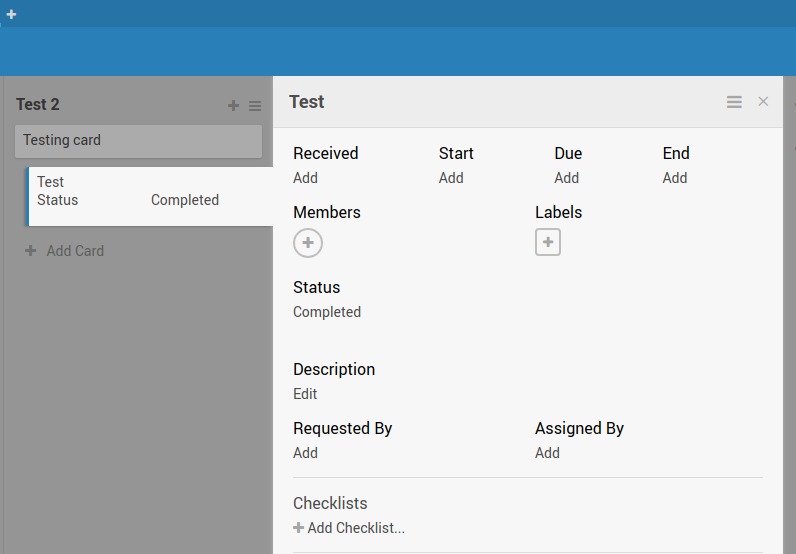 Test 2
Testing card
Test
Status Completed
Add Card
Test
Received Start Due End
Add Add Add Add
Members Labels
Status
Completed
Description
Edit
Requested By Assigned By
Add Add
Checklists
Add Checklist...